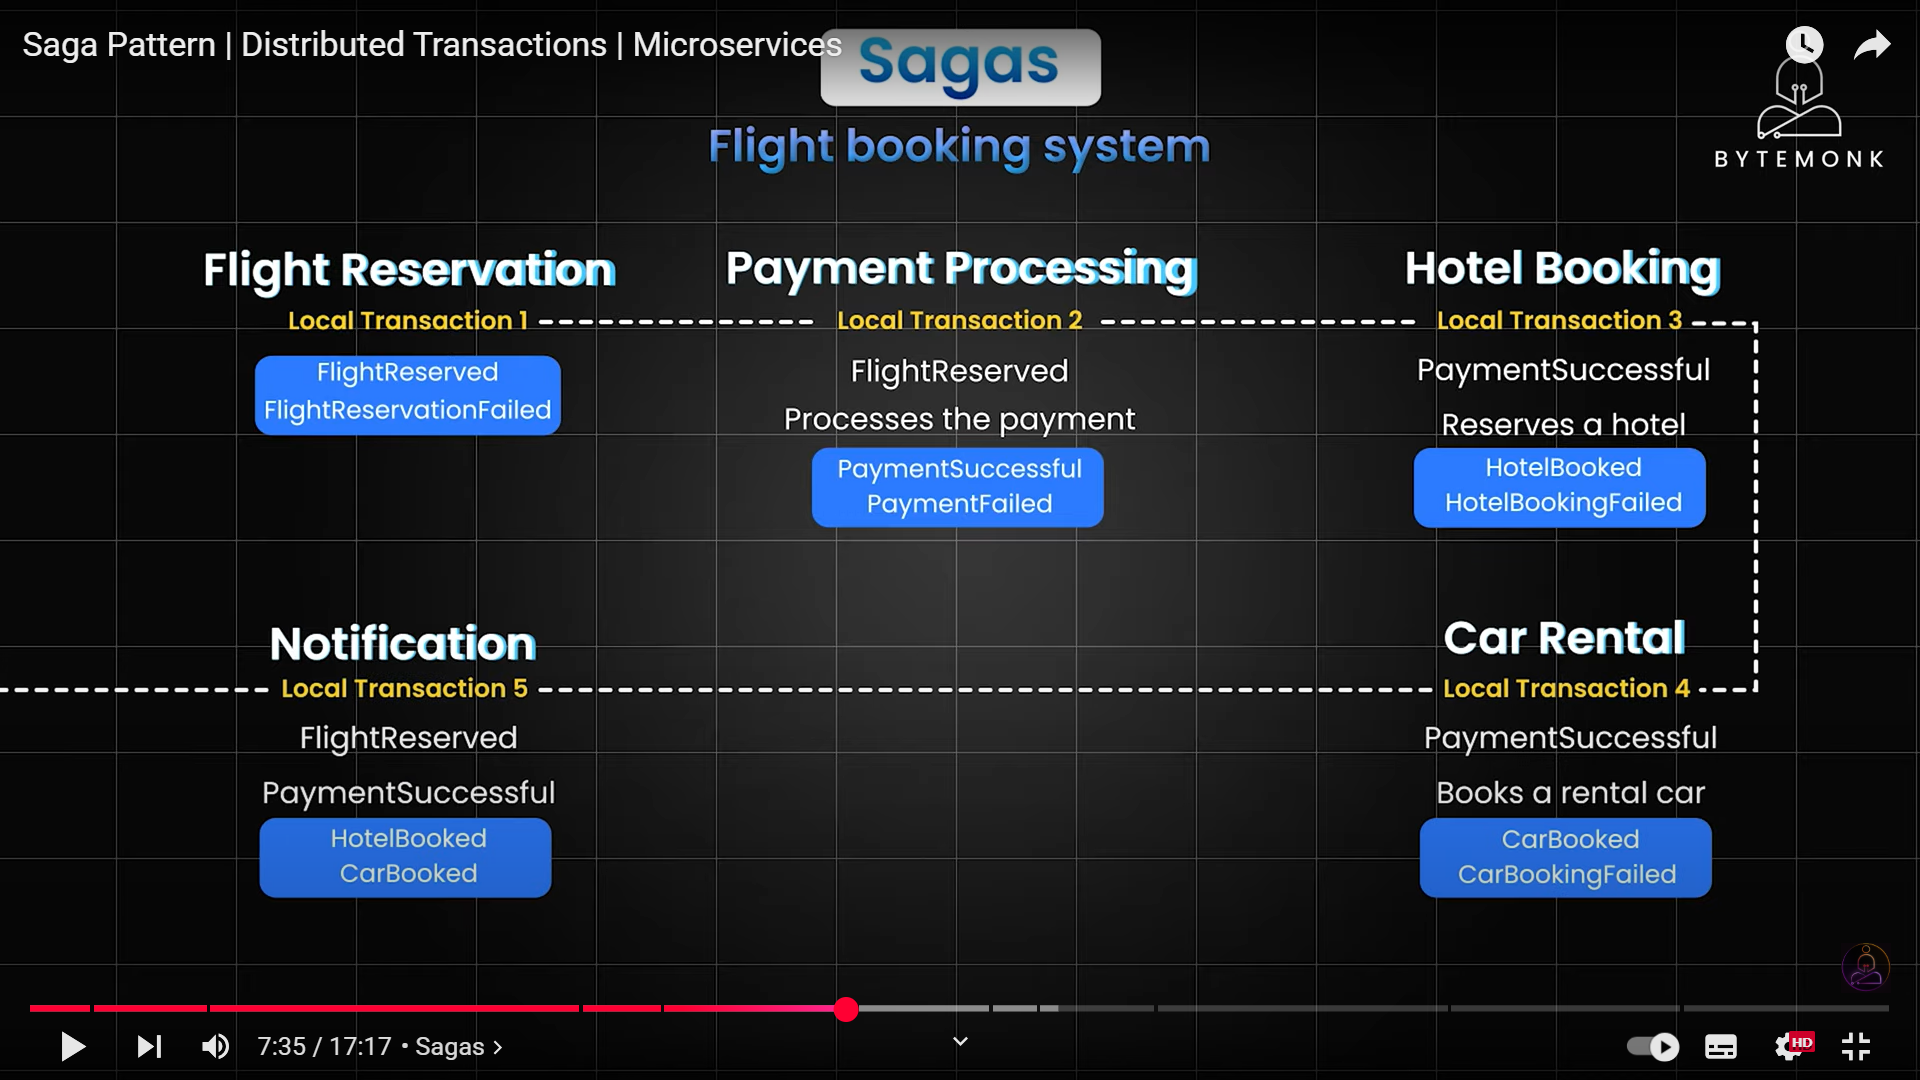 Saga Pattern | Distributed Transactions | Microservices
Sagas
Flight booking system
BYTEMONK
Flight Reservation
Local Transaction 1
FlightReserved
FlightReservationFailed
Payment Processing
Local Transaction 2
FlightReserved
Processes the payment
PaymentSuccessful
PaymentFailed
Hotel Booking
Local Transaction 3
PaymentSuccessful
Reserves a hotel
HotelBooked
HotelBookingFailed
Notification
Local Transaction 5
FlightReserved
PaymentSuccessful
HotelBooked
CarBooked
Car Rental
Local Transaction 4
PaymentSuccessful
Books a rental car
CarBooked
CarBookingFailed
7:35 / 17:17 • Sagas
HD